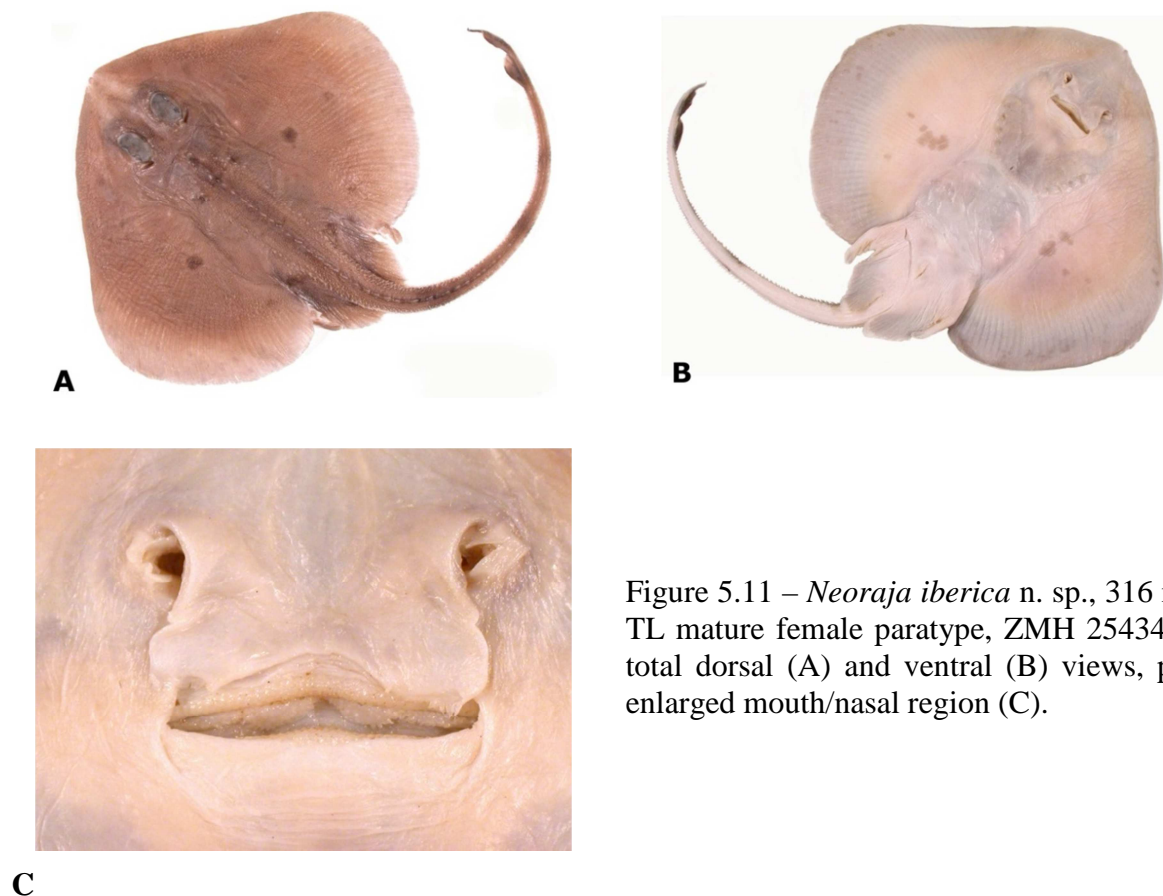 A
B
C
Figure 5.11 – Neoraja iberica n. sp., 316
TL mature female paratype, ZMH 25434
total dorsal (A) and ventral (B) views,
enlarged mouth/nasal region (C).